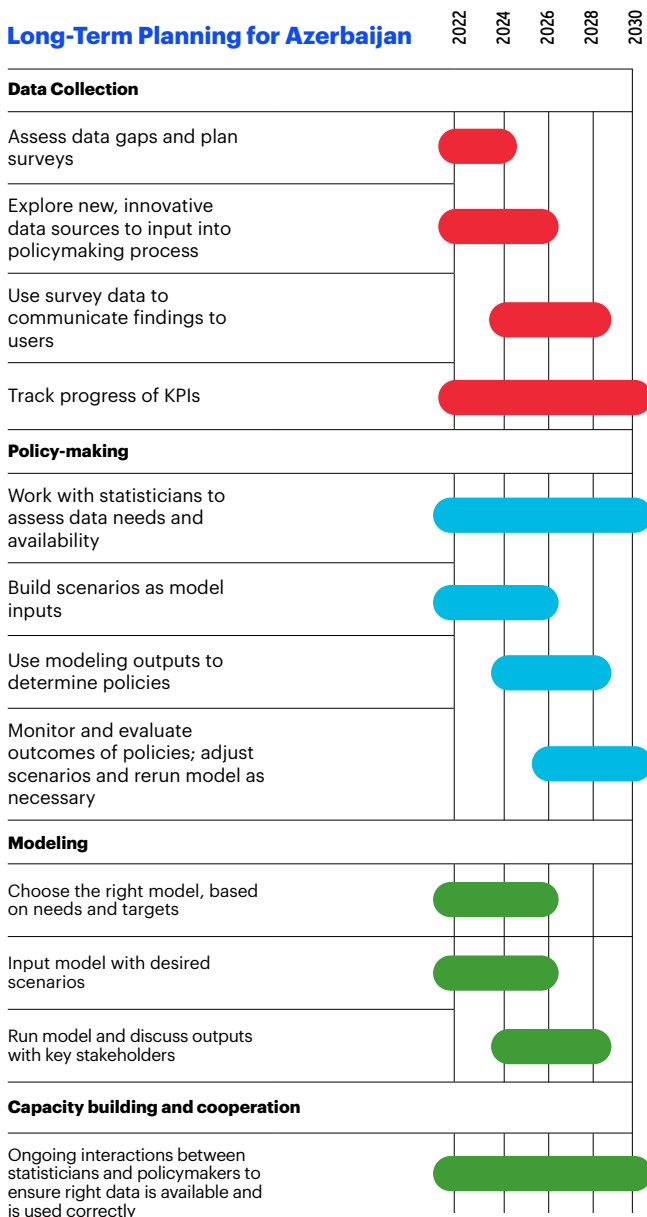 Long-Term Planning for Azerbaijan
2022
2024
2026
2028
2030
Data Collection
Assess data gaps and plan
surveys
Explore new, innovative
data sources to input into
policymaking process
Use survey data to
communicate findings to
users
Track progress of KPIs
Policy-making
Work with statisticians to
assess data needs and
availability
Build scenarios as model
inputs
Use modeling outputs to
determine policies
Monitor and evaluate
outcomes of policies; adjust
scenarios and rerun model as
necessary
Modeling
Choose the right model, based
on needs and targets
Input model with desired
scenarios
Run model and discuss outputs
with key stakeholders
Capacity building and cooperation
Ongoing interactions between
statisticians and policymakers to
ensure right data is available and
is used correctly